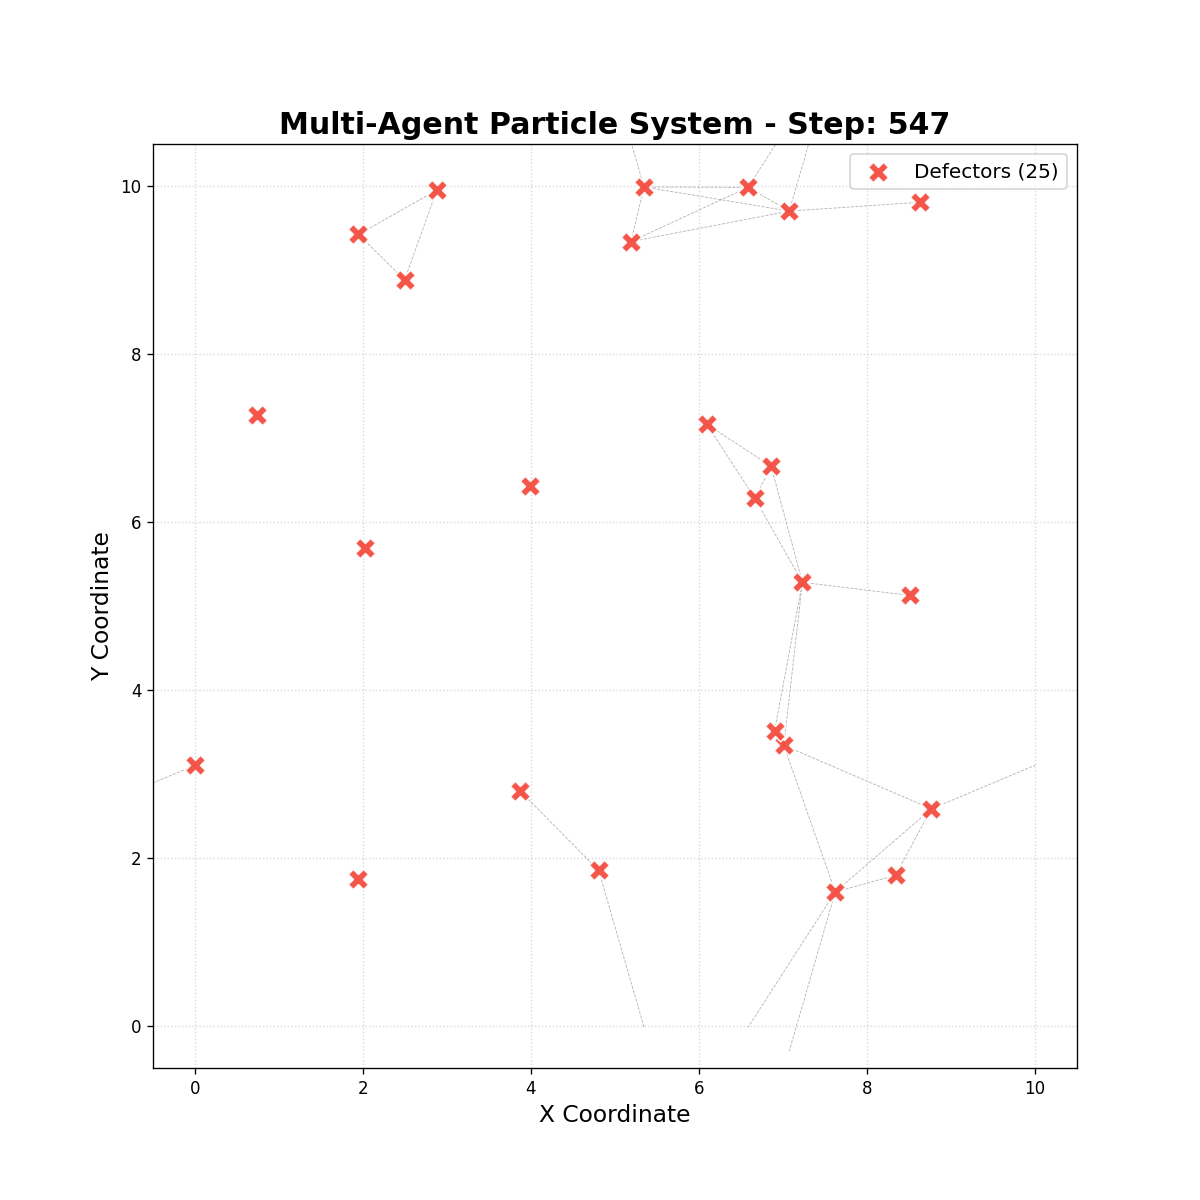 Multi-Agent Particle System - Step: 547
Defectors (25)
10
8
6
4
2
0
Y Coordinate
0 2 4 6 8 10
X Coordinate